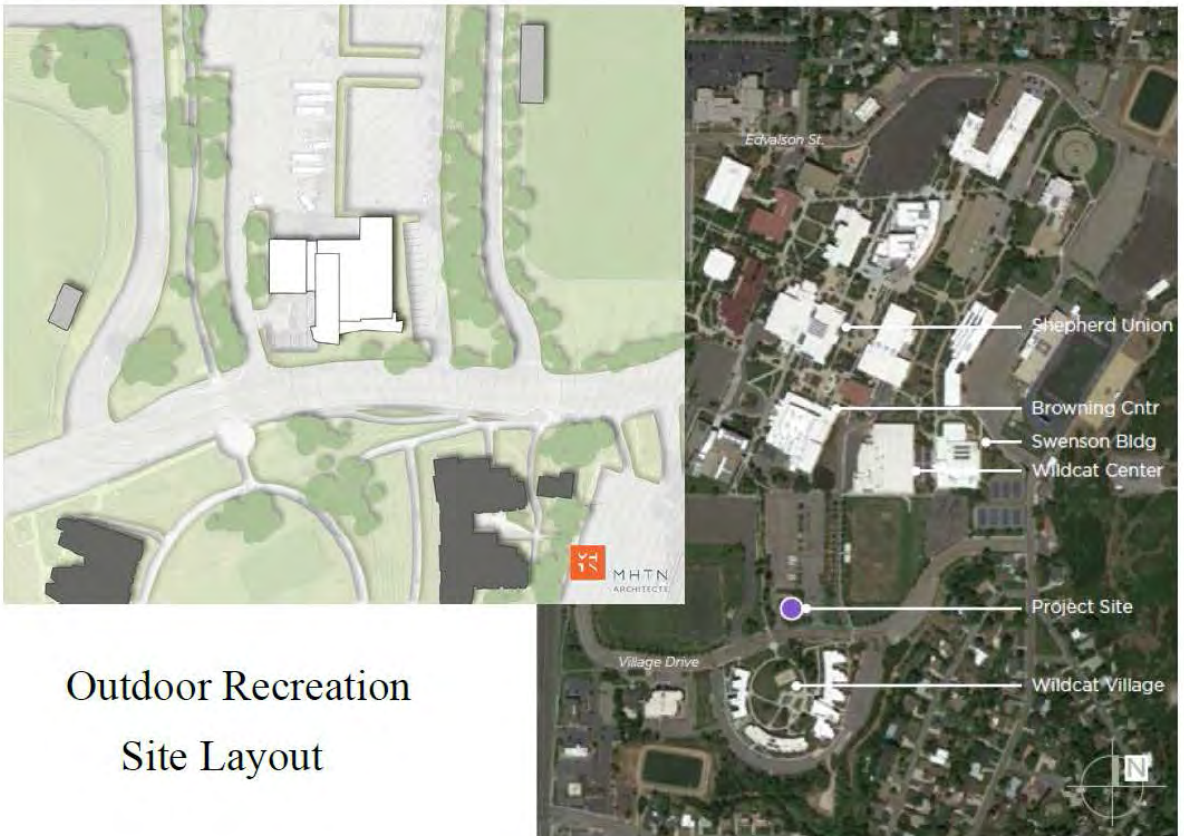 Edvalson St.
Shepherd Union
Browning Cntr
Swenson Bldg
Wildcat Center
MHTN
ARCHITECTS
Project Site
Village Drive
Wildcat Village
Outdoor Recreation
Site Layout
N